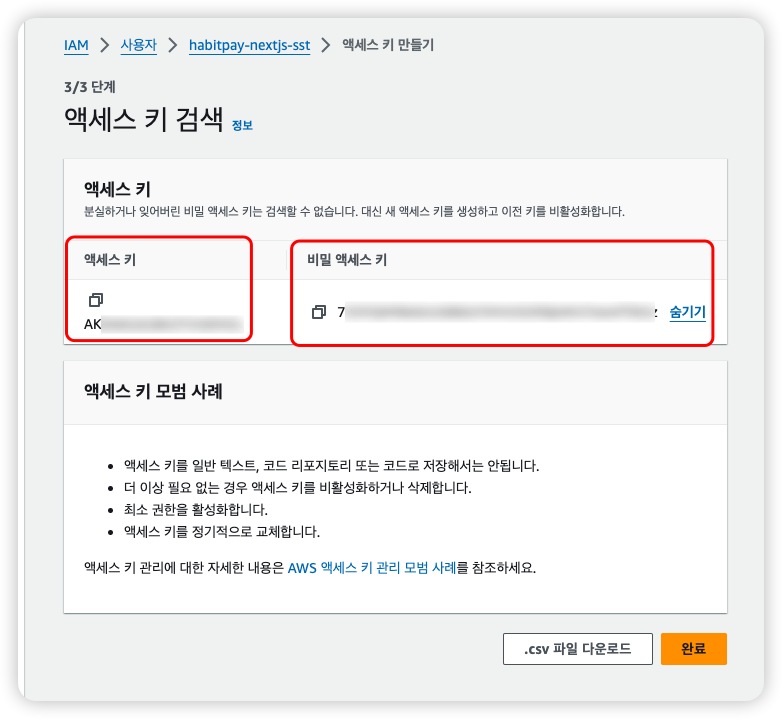 IAM > 사용자 > habitpay-nextjs-sst > 액세스 키 만들기
3/3 단계
액세스 키 검색 정보
액세스 키
분실하거나 잊어버린 비밀 액세스 키는 검색할 수 없습니다. 대신 새 액세스 키를 생성하고 이전 키를 비활성화합니다.
액세스 키
비밀 액세스 키
AK
7
z 숨기기
액세스 키 모범 사례
• 액세스 키를 일반 텍스트, 코드 리포지토리 또는 코드로 저장해서는 안됩니다.
• 더 이상 필요 없는 경우 액세스 키를 비활성화하거나 삭제합니다.
• 최소 권한을 활성화합니다.
• 액세스 키를 정기적으로 교체합니다.
액세스 키 관리에 대한 자세한 내용은 AWS 액세스 키 관리 모범 사례를 참조하세요.
.csv 파일 다운로드
완료